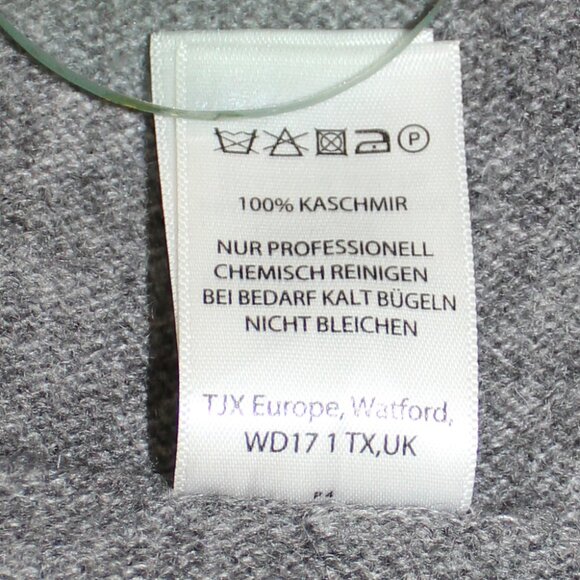 P
100% KASCHMIR
NUR PROFESSIONELL
CHEMISCH REINIGEN
BEI BEDARF KALT BÜGELN
NICHT BLEICHEN
TJX Europe, Watford,
WD17 1 TX,UK